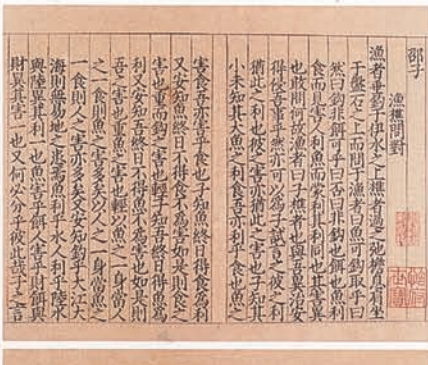 邵子
漁樵問對
漁者垂釣于伊水之上樵者過之弛檐息肩坐
于盤石之上而問于漁者曰魚可鈎取乎曰
然曰鈎非餌可乎曰否曰非鈎也餌也魚利
食而見害人利魚而蒙利其利同也其害異
也敢問何故漁者曰子樵者也與吾異治安
得侵吾事乎然亦可以為子試言之彼之利
猶此之利也彼之害亦猶此之害也子知其
小未知其大魚之利食吾亦利乎食也魚之
害食吾亦害乎食也子知魚終日得食為利
又安知魚終日不得食不為害如是則食之
害也重而鈎之害也輕子知吾終日得魚為
利又安知吾終日不得魚不為害也如是則
吾之害也重魚之害也輕以魚之一身當人
之一食則魚之害多矣以人之一身當魚之
一食則人之害亦多矣又安知釣乎大江大
海則無易地之患焉魚利乎水人利乎陸水
與陸異其利一也魚害乎餌人害乎財餌與
財異其害一也又何必分乎彼此哉子之言